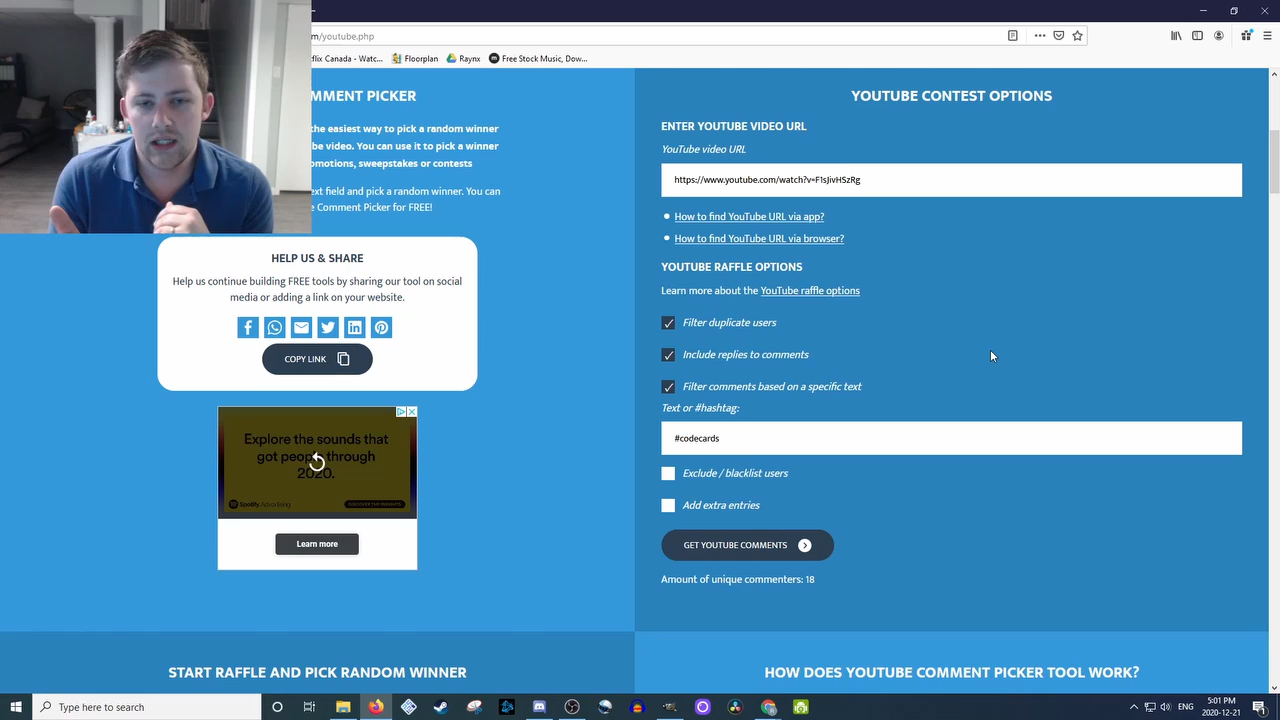 m/youtube.php
flix Canada - Watc...
Floorplan
Raynx
Free Stock Music, Dow...
MMENT PICKER
the easiest way to pick a random winner
be video. You can use it to pick a winner
omotions, sweepstakes or contests
ext field and pick a random winner. You can
e Comment Picker for FREE!
HELP US & SHARE
Help us continue building FREE tools by sharing our tool on social
media or adding a link on your website.
COPY LINK
Explore the sounds that
got people through
2020.
Spotify Advertising
DISCOVER THE INSIGHTS
Learn more
YOUTUBE CONTEST OPTIONS
ENTER YOUTUBE VIDEO URL
YouTube video URL
https://www.youtube.com/watch?v=F1sJivHSzRg
How to find YouTube URL via app?
How to find YouTube URL via browser?
YOUTUBE RAFFLE OPTIONS
Learn more about the YouTube raffle options
Filter duplicate users
Include replies to comments
Filter comments based on a specific text
Text or #hashtag:
#codecards
Exclude / blacklist users
Add extra entries
GET YOUTUBE COMMENTS
Amount of unique commenters: 18
START RAFFLE AND PICK RANDOM WINNER
HOW DOES YOUTUBE COMMENT PICKER TOOL WORK?
Type here to search
ENG
5:01 PM
2020-12-21